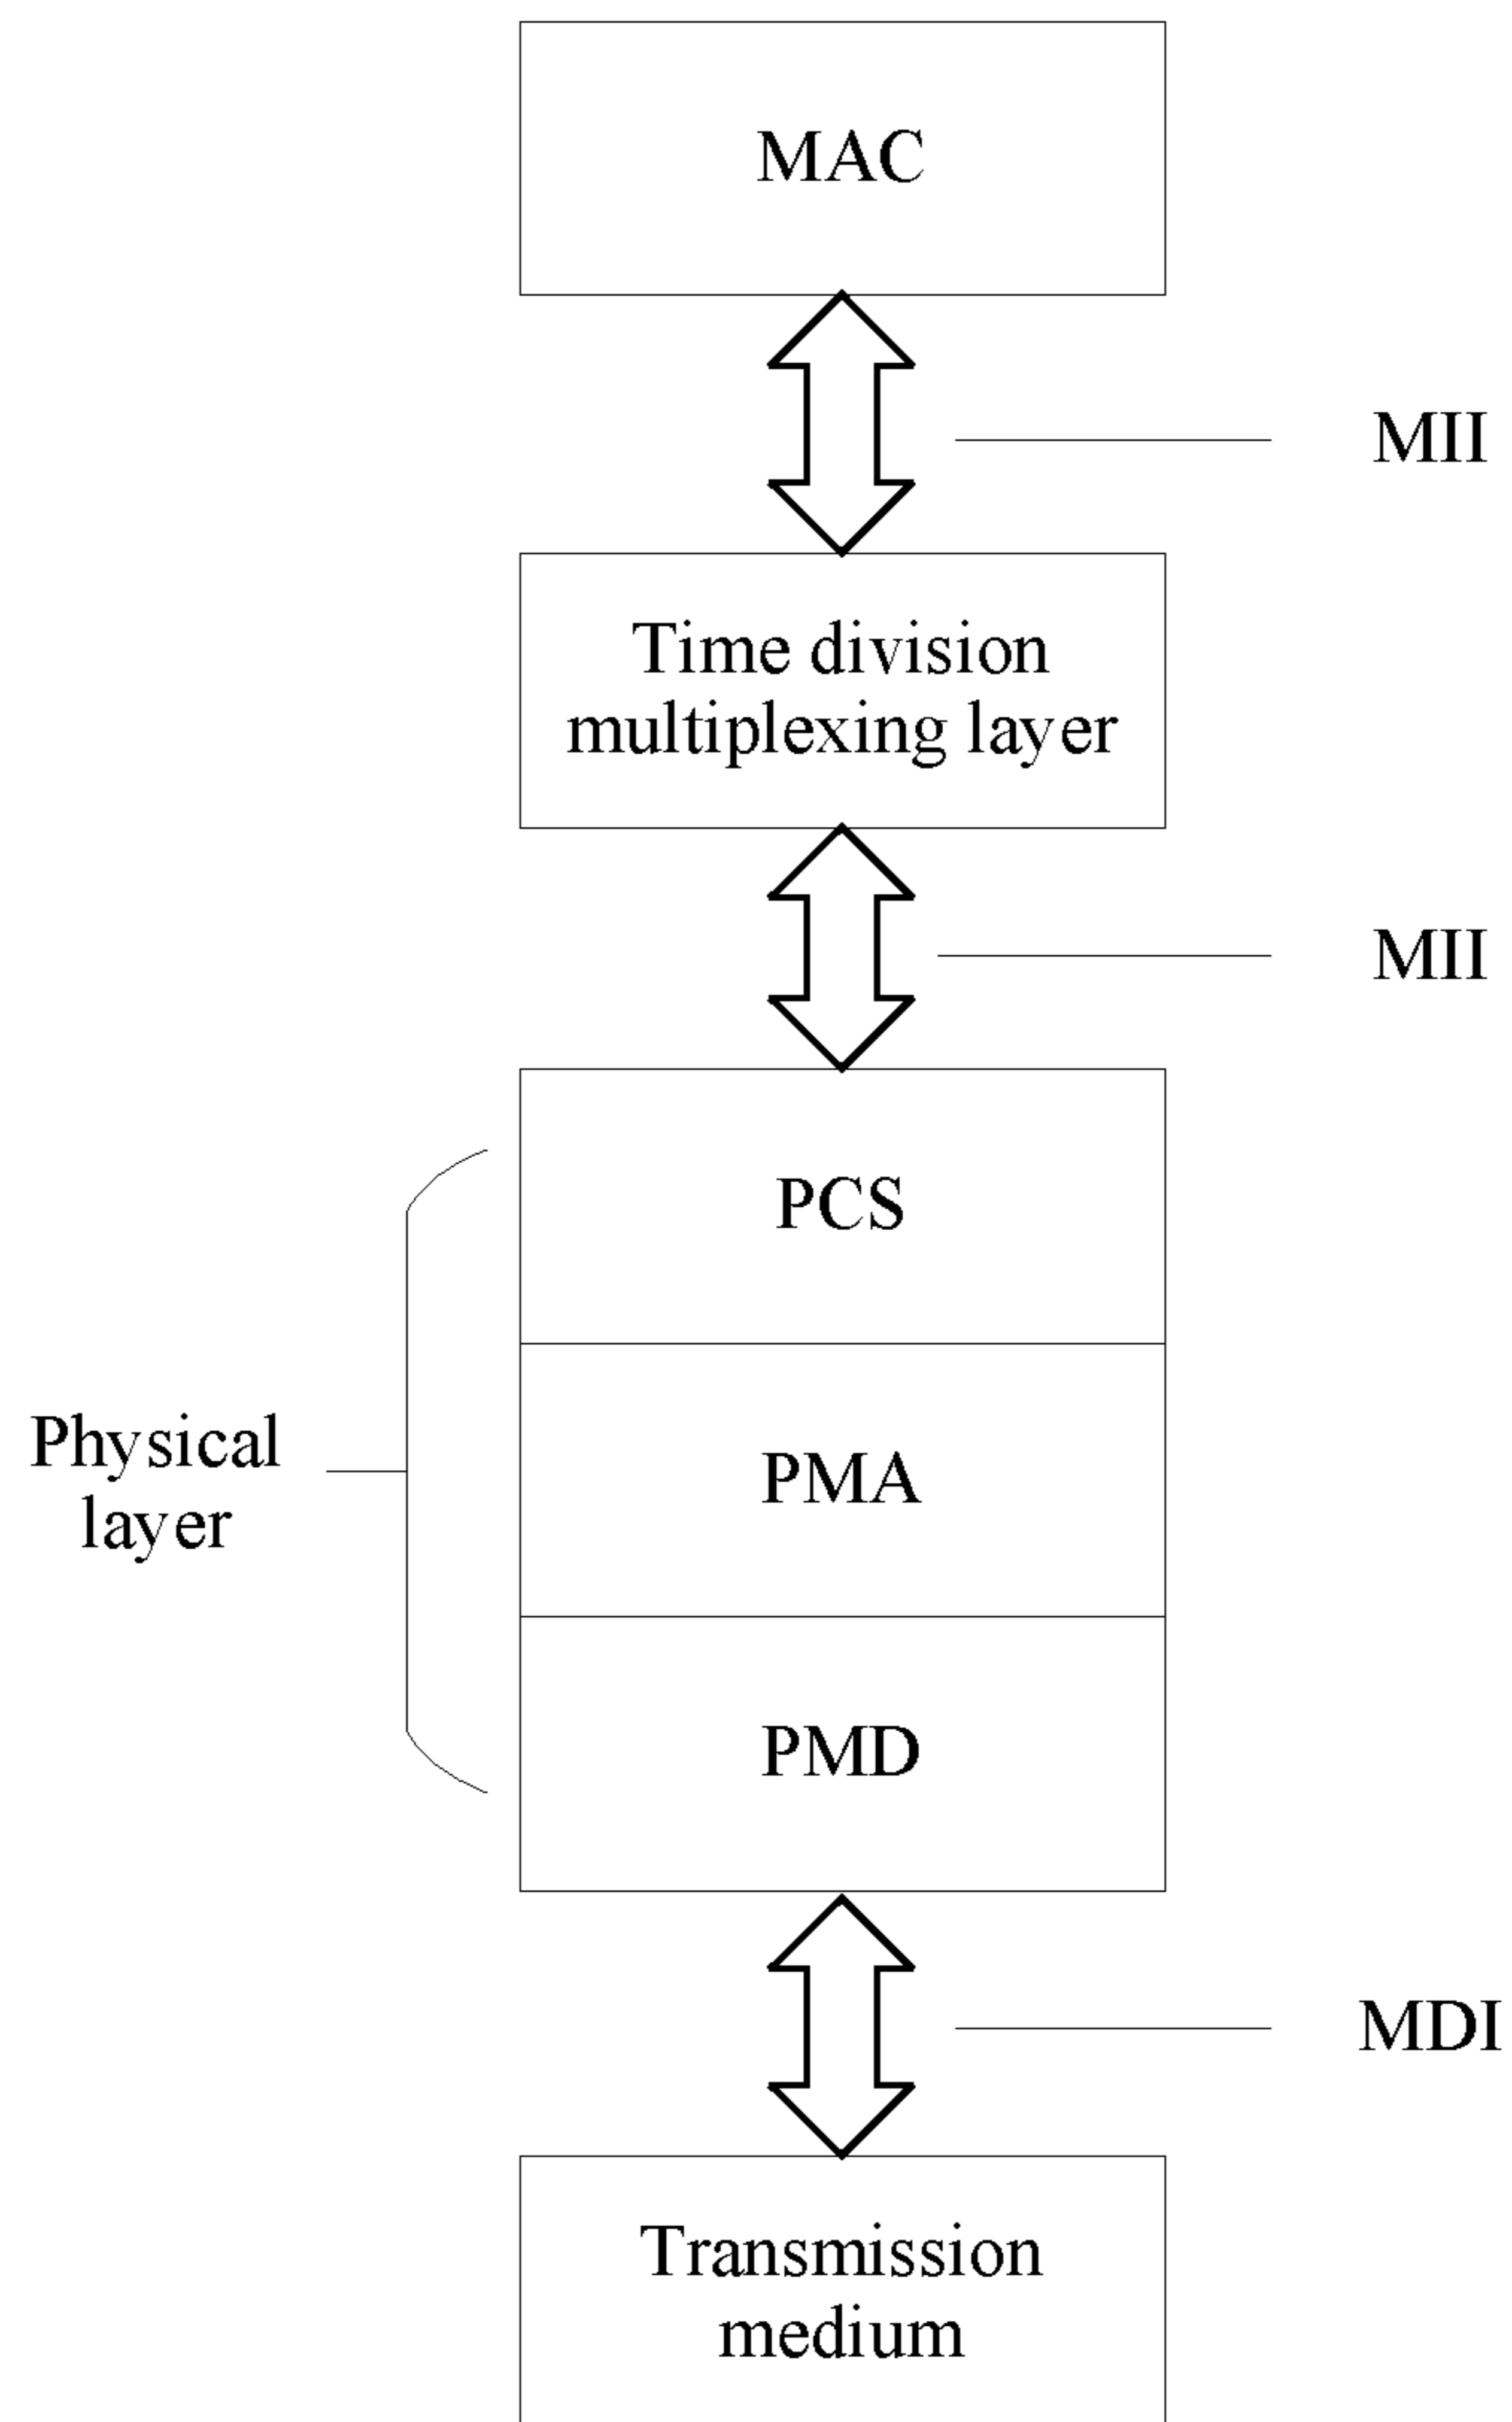 MAC
MII
Time division
multiplexing layer
MII
PCS
Physical
layer
PMA
PMD
MDI
Transmission
medium